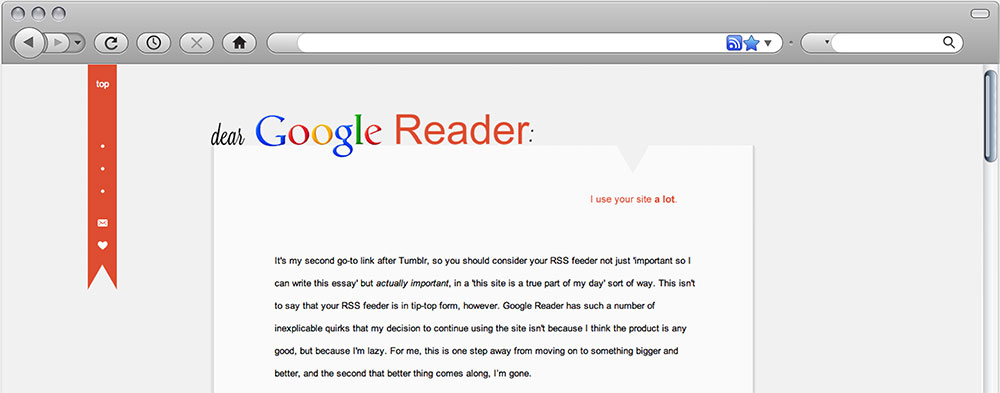 top
dear Google Reader:
I use your site a lot.
It's my second go-to link after Tumblr, so you should consider your RSS feeder not just 'important so I
can write this essay' but actually important, in a 'this site is a true part of my day' sort of way. This isn't
to say that your RSS feeder is in tip-top form, however. Google Reader has such a number of
inexplicable quirks that my decision to continue using the site isn't because I think the product is any
good, but because I'm lazy. For me, this is one step away from moving on to something bigger and
better, and the second that better thing comes along, I'm gone.